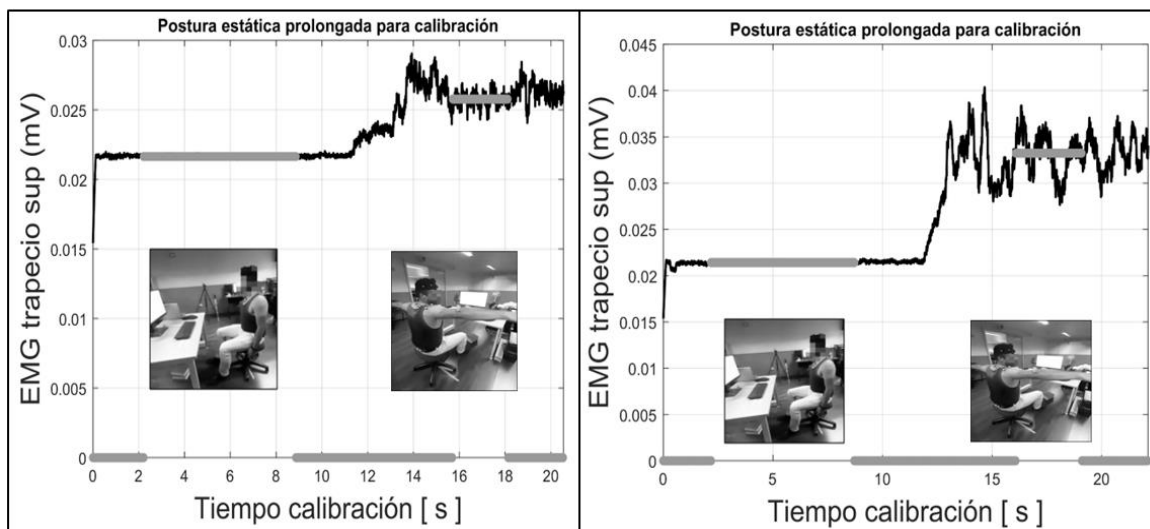 Postura estática prolongada para calibración
EMG trapecio sup (mV)
0.03
0.025
0.02
0.015
0.01
0.005
0
0 2 4 6 8 10 12 14 16 18 20
Tiempo calibración [ s ]
Postura estática prolongada para calibración
EMG trapecio sup (mV)
0.045
0.04
0.035
0.03
0.025
0.02
0.015
0.01
0.005
0
0 5 10 15 20
Tiempo calibración [ s ]